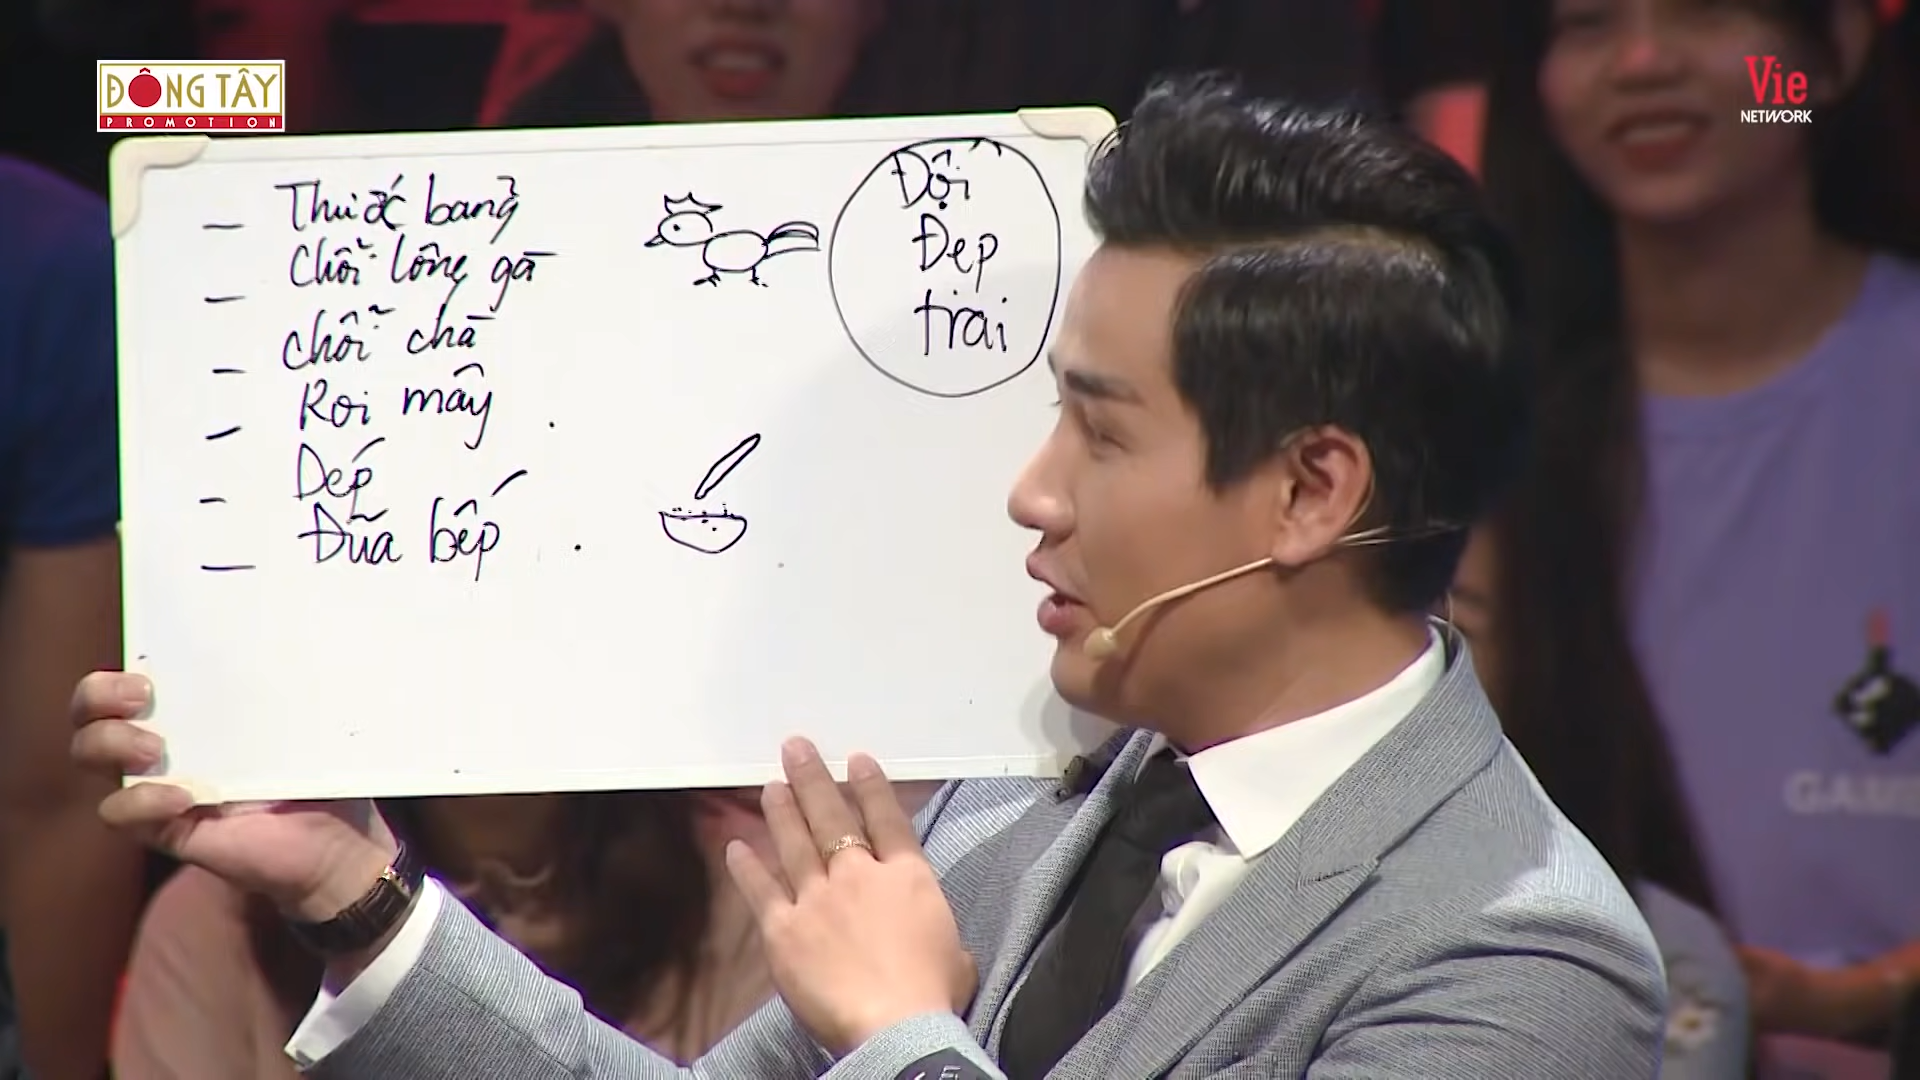 ĐÔNG TÂY
PROMOTION
Vie
NETWORK
— Thước bảng
— Chổi lông gà
— Chổi chà
— Roi mây
— Dép
— Đũa bếp
Đội
Đẹp
trai